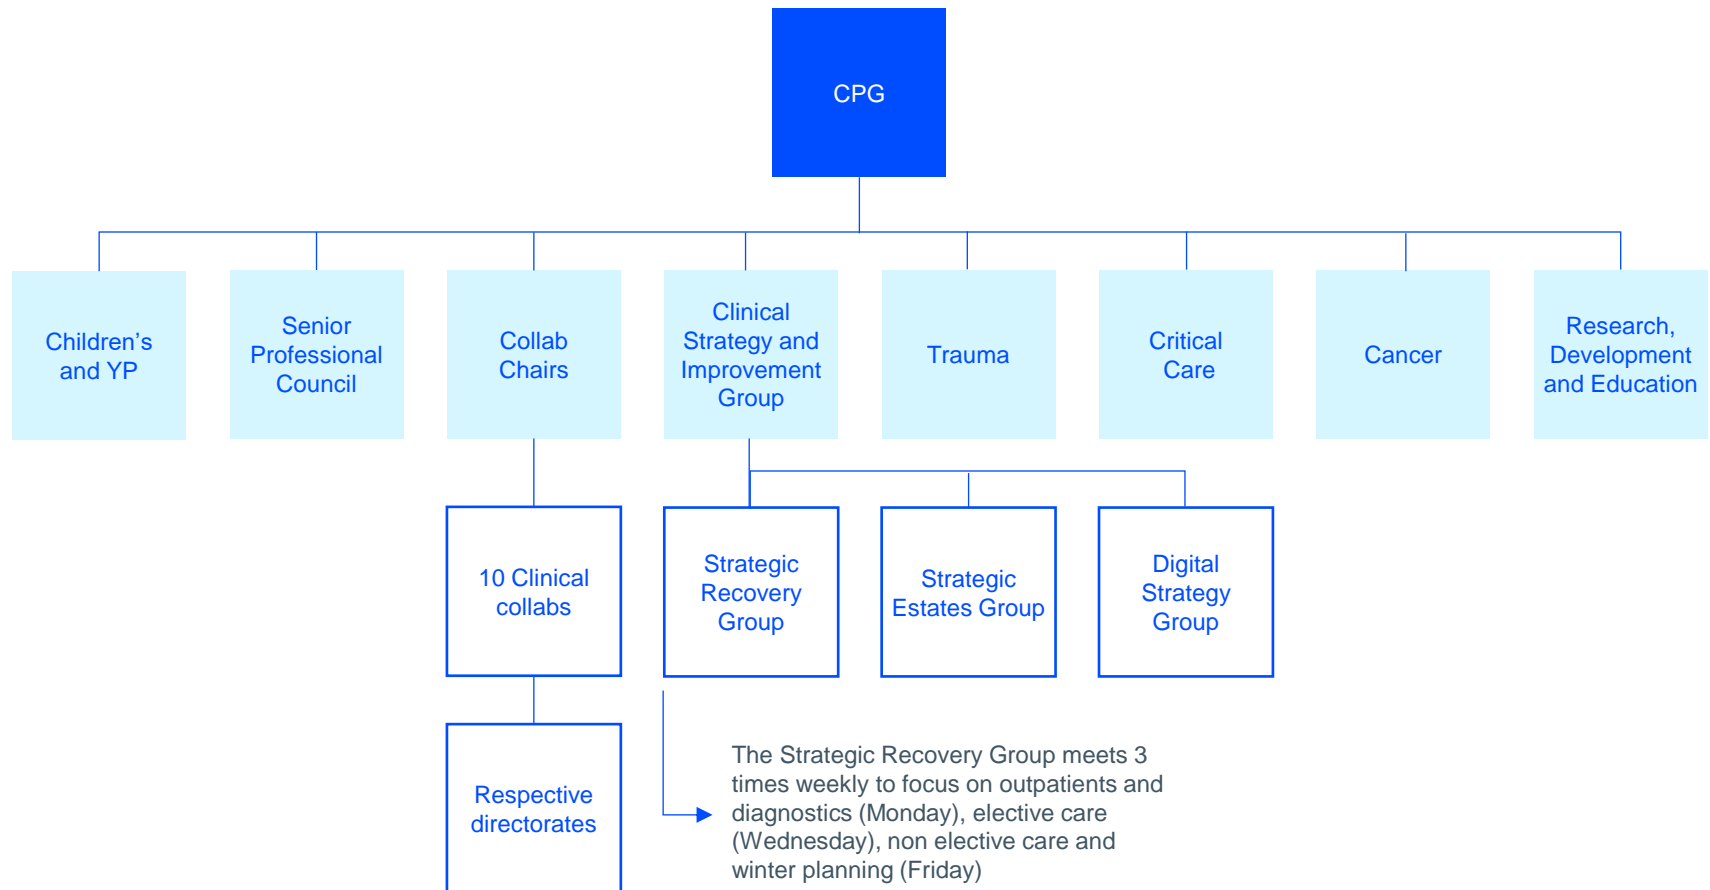 CPG
Children’s
and YP
Senior
Professional
Council
Collab
Chairs
Clinical
Strategy and
Improvement
Group
Trauma
Critical
Care
Cancer
Research,
Development
and Education
10 Clinical
collabs
Strategic
Recovery
Group
Strategic
Estates Group
Digital
Strategy
Group
Respective
directorates
The Strategic Recovery Group meets 3
times weekly to focus on outpatients and
diagnostics (Monday), elective care
(Wednesday), non elective care and
winter planning (Friday)